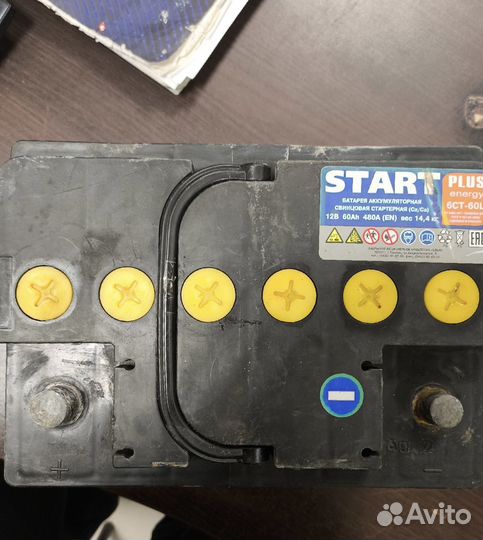 START PLUS
energy
6СТ-60L
БАТАРЕЯ АККУМУЛЯТОРНАЯ
СВИНЦОВАЯ СТАРТЕРНАЯ (Ca/Ca)
12В 60Ah 480A (EN) вес 14,4 кг
EAC
+
−
Avito